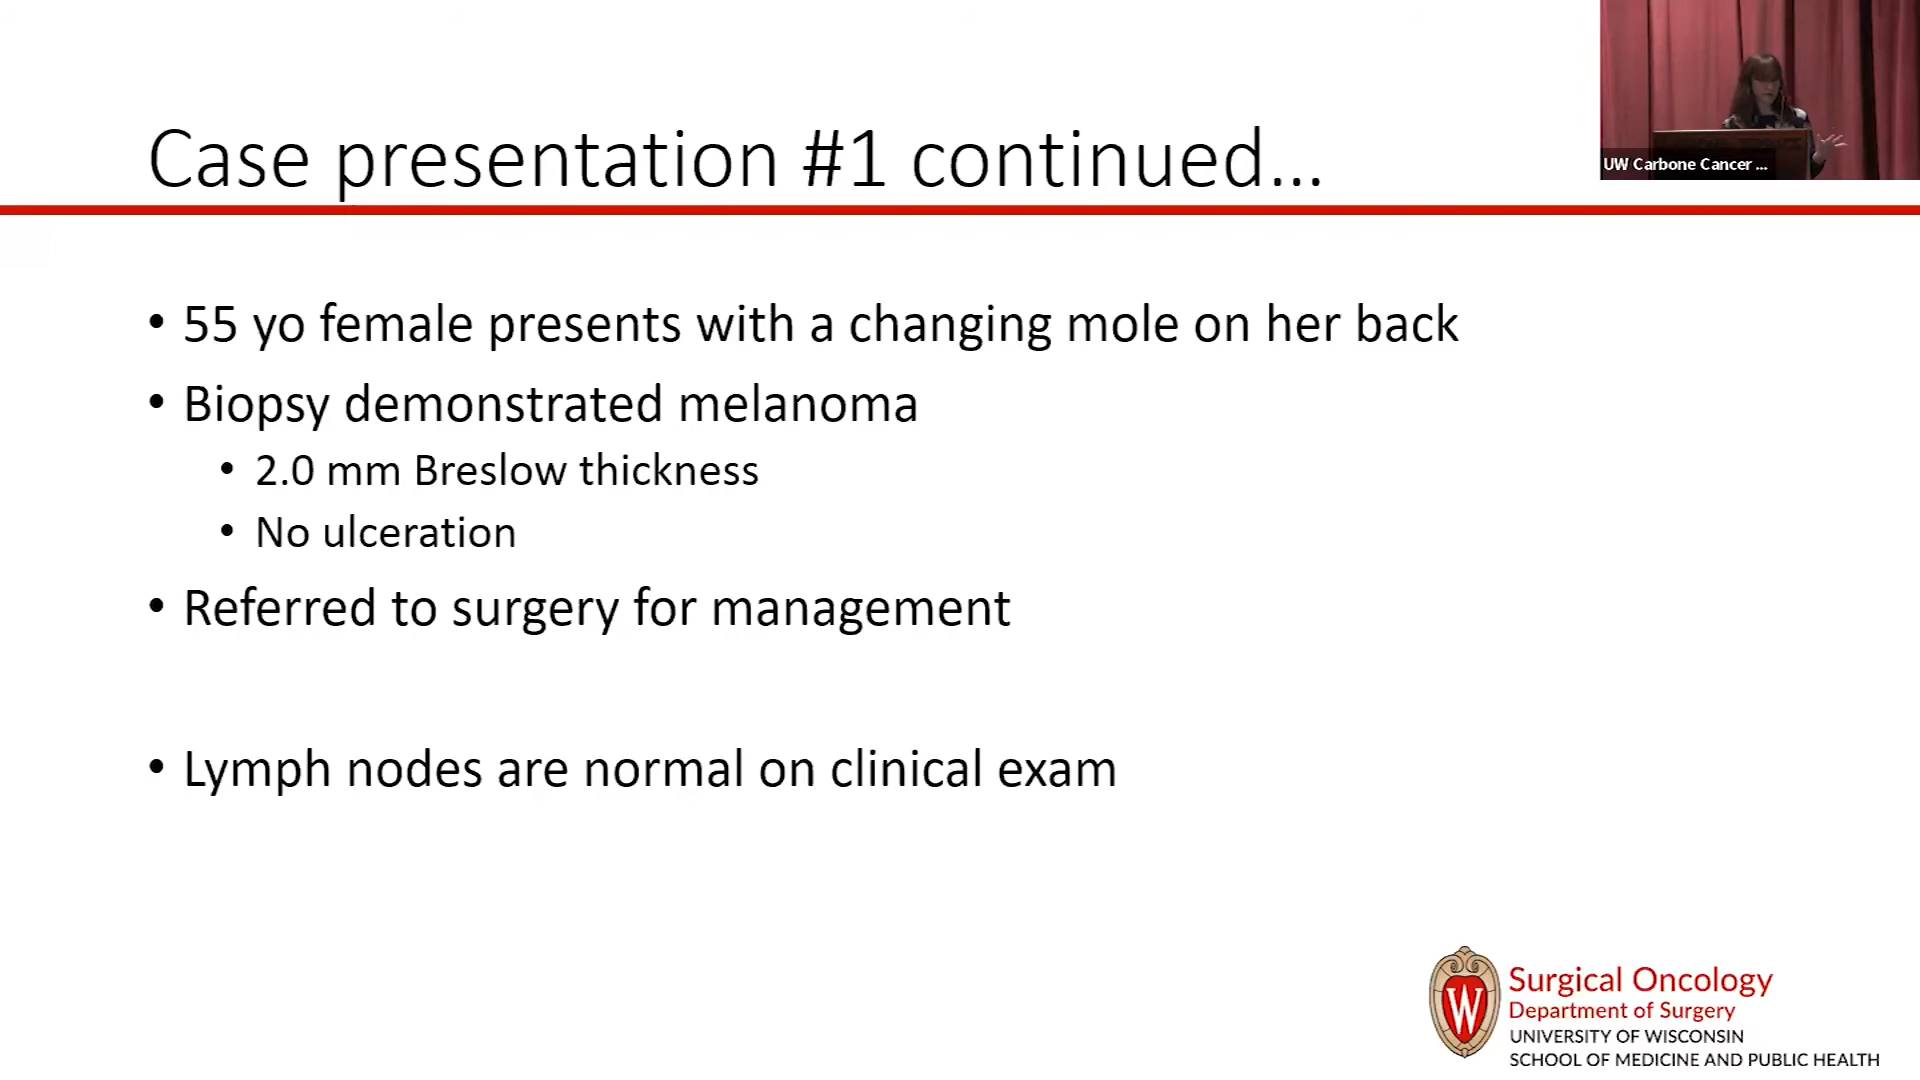 UW Carbone Cancer ...
Case presentation #1 continued...
• 55 yo female presents with a changing mole on her back
• Biopsy demonstrated melanoma
• 2.0 mm Breslow thickness
• No ulceration
• Referred to surgery for management
• Lymph nodes are normal on clinical exam
W
Surgical Oncology
Department of Surgery
UNIVERSITY OF WISCONSIN
SCHOOL OF MEDICINE AND PUBLIC HEALTH